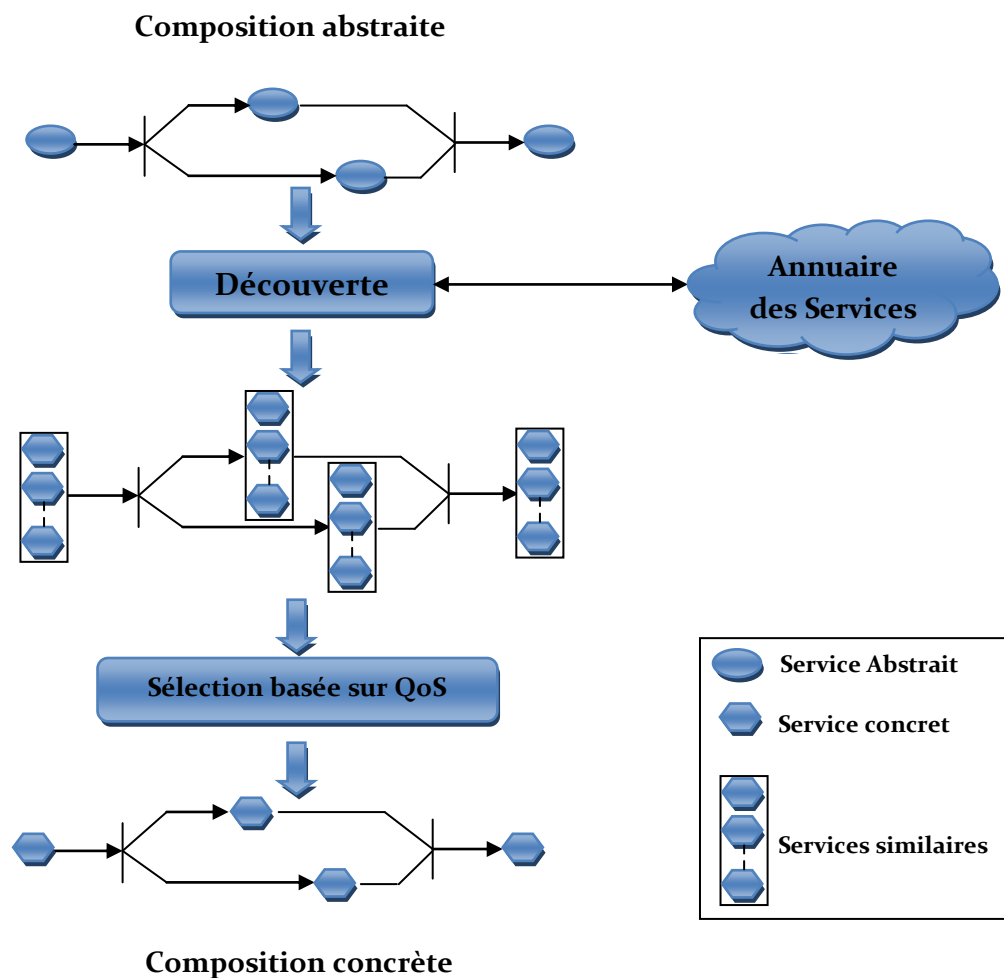 Composition abstraite
Découverte
Annuaire
des Services
Sélection basée sur QoS
Service Abstrait
Service concret
Services similaires
Composition concrète